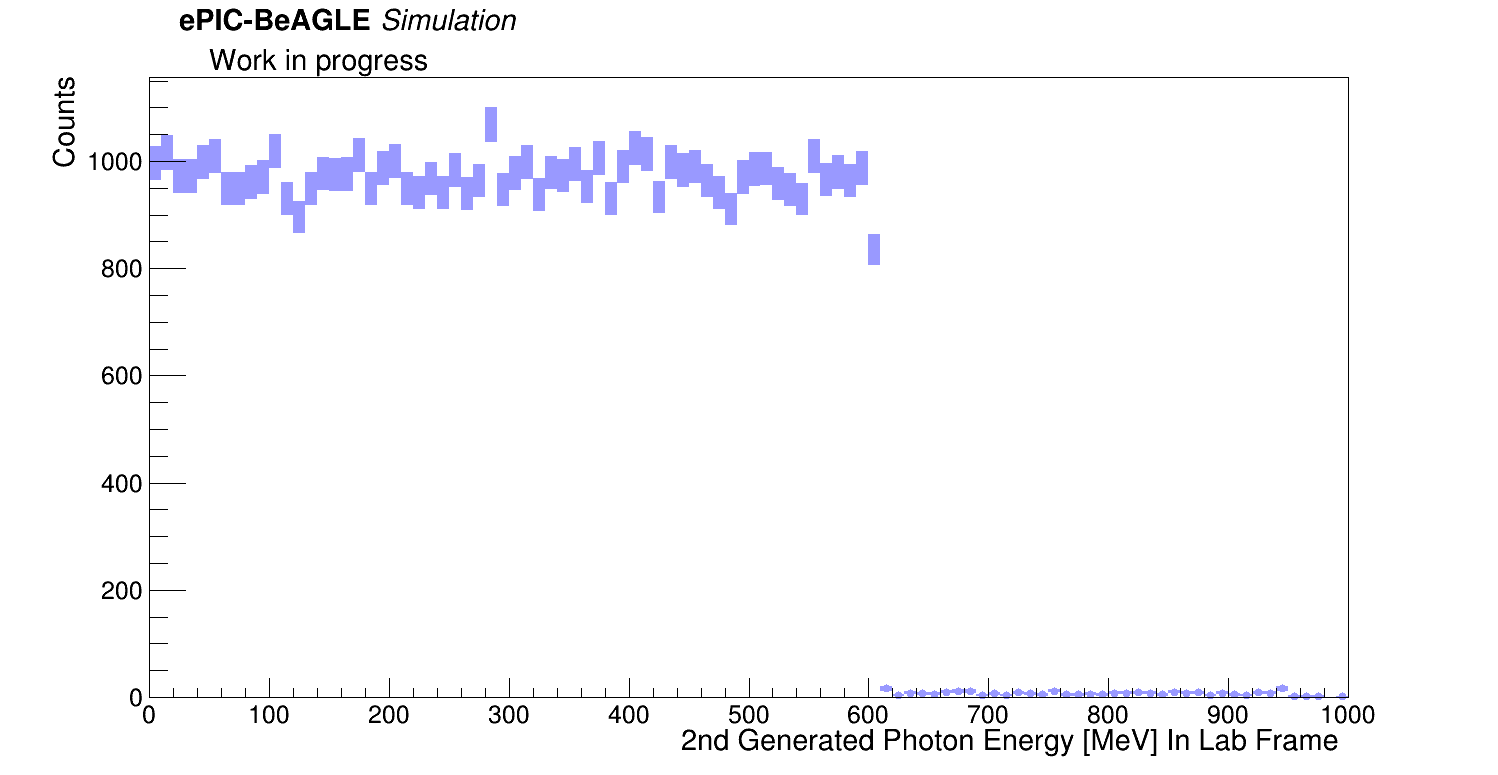 ePIC-BeAGLE Simulation
Work in progress
Counts
1000
800
600
400
200
0
0 100 200 300 400 500 600 700 800 900 1000
2nd Generated Photon Energy [MeV] In Lab Frame